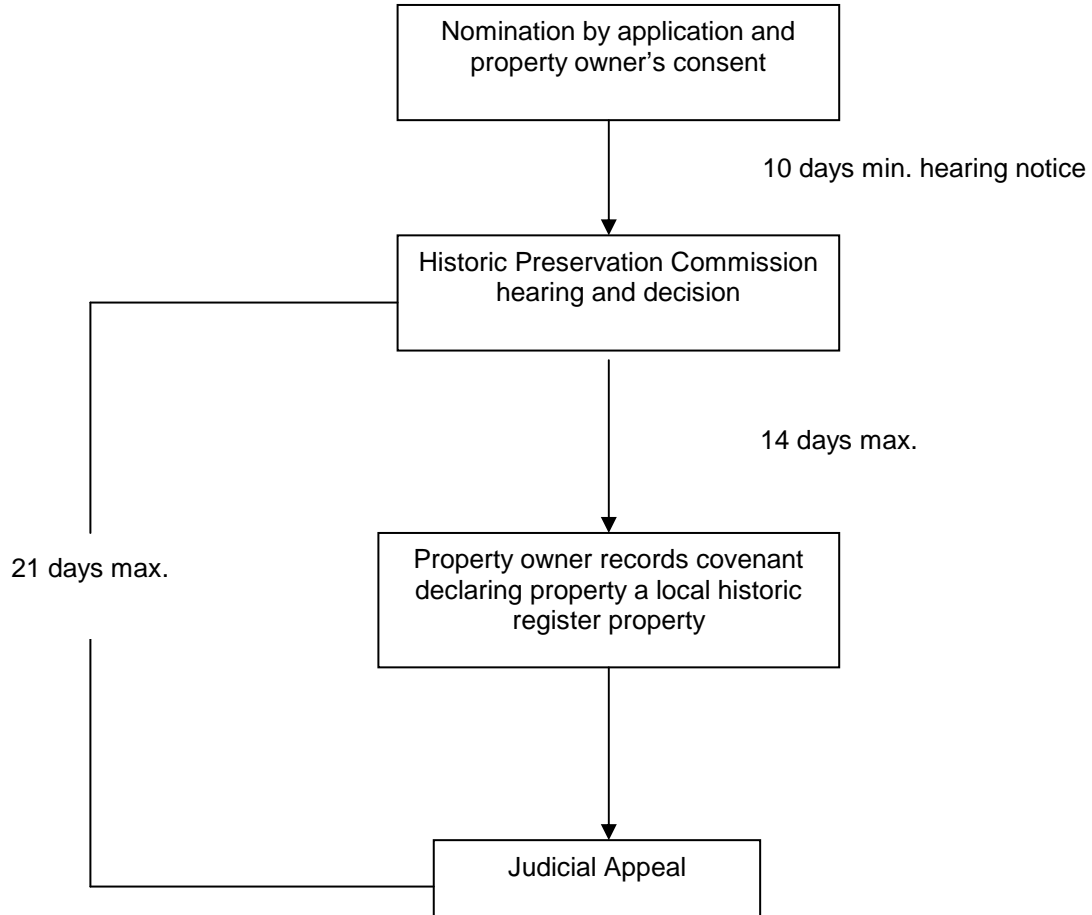 Nomination by application and
property owner’s consent
10 days min. hearing notice
Historic Preservation Commission
hearing and decision
14 days max.
21 days max.
Property owner records covenant
declaring property a local historic
register property
Judicial Appeal